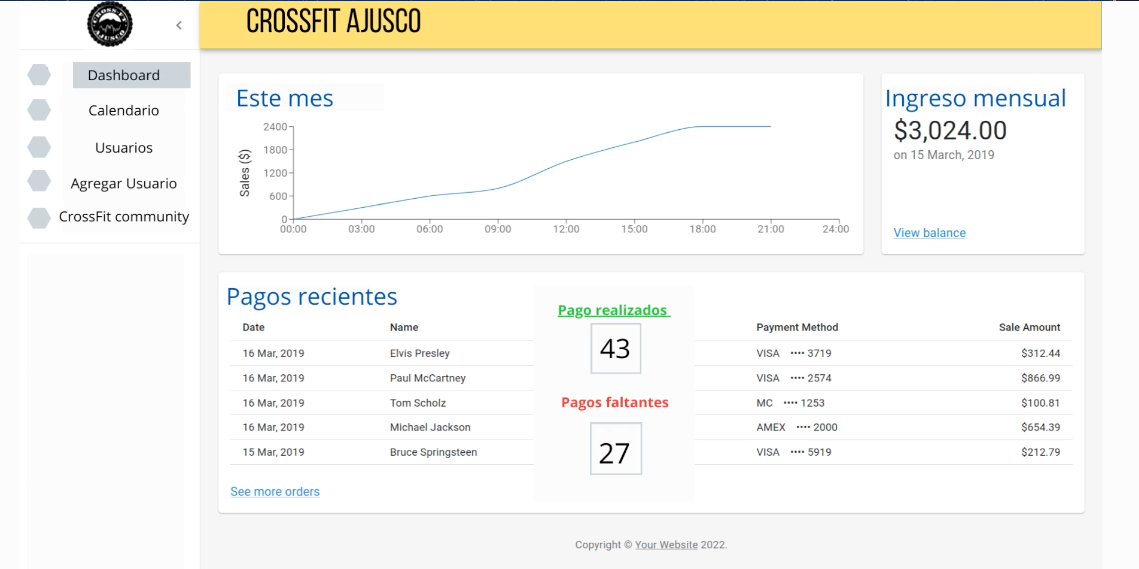 CROSSFIT AJUSCO
CROSSFIT AJUSCO
Dashboard
Calendario
Usuarios
Agregar Usuario
CrossFit community
Este mes
Sales ($)
2400
1800
1200
600
0
00:00 03:00 06:00 09:00 12:00 15:00 18:00 21:00 24:00
Ingreso mensual
$3,024.00
on 15 March, 2019
View balance
Pagos recientes
Date Name Payment Method Sale Amount
16 Mar, 2019 Elvis Presley VISA •••• 3719 $312.44
16 Mar, 2019 Paul McCartney VISA •••• 2574 $866.99
16 Mar, 2019 Tom Scholz MC •••• 1253 $100.81
16 Mar, 2019 Michael Jackson AMEX •••• 2000 $654.39
15 Mar, 2019 Bruce Springsteen VISA •••• 5919 $212.79
Pago realizados
43
Pagos faltantes
27
See more orders
Copyright © Your Website 2022.